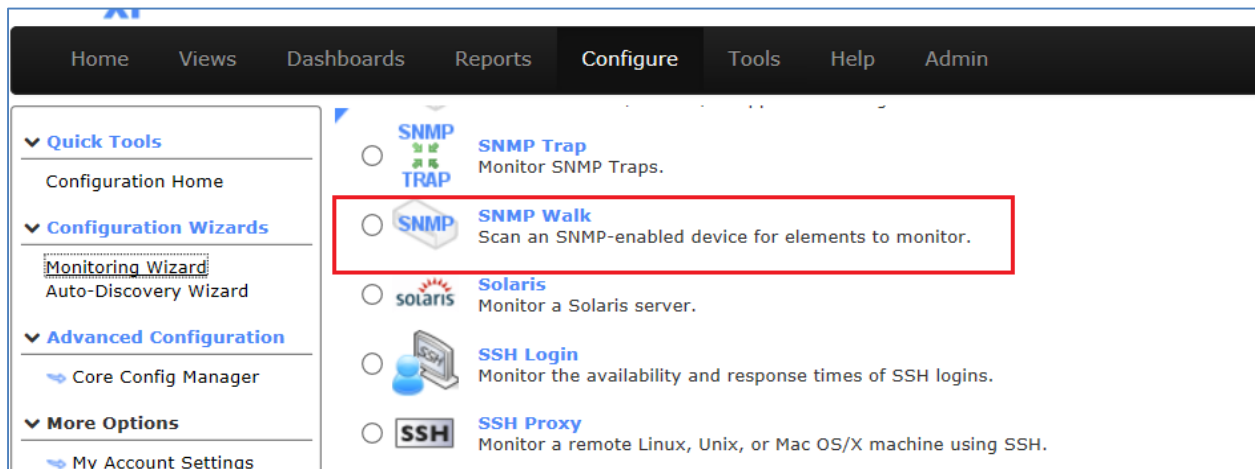 XI
Home Views Dashboards Reports Configure Tools Help Admin
Quick Tools
Configuration Home
Configuration Wizards
Monitoring Wizard
Auto-Discovery Wizard
Advanced Configuration
Core Config Manager
More Options
My Account Settings
SNMP
TRAP
SNMP Trap
Monitor SNMP Traps.
SNMP
SNMP Walk
Scan an SNMP-enabled device for elements to monitor.
solaris
Solaris
Monitor a Solaris server.
SSH
SSH Login
Monitor the availability and response times of SSH logins.
SSH
SSH Proxy
Monitor a remote Linux, Unix, or Mac OS/X machine using SSH.